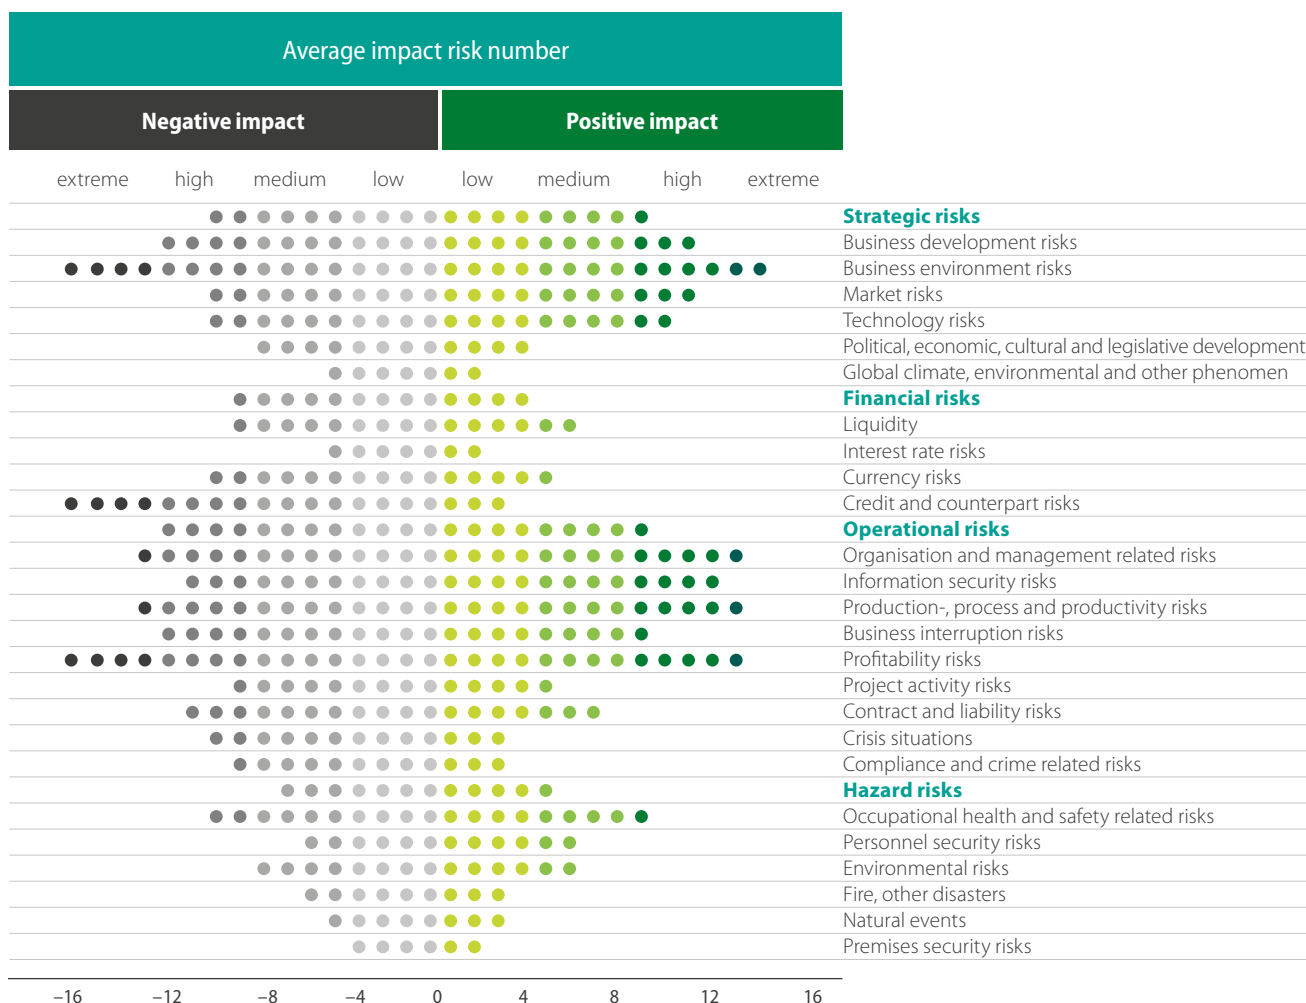 Average impact risk number
Negative impact Positive impact
extreme high medium low low medium high extreme
Strategic risks
Business development risks
Business environment risks
Market risks
Technology risks
Political, economic, cultural and legislative development
Global climate, environmental and other phenomen
Financial risks
Liquidity
Interest rate risks
Currency risks
Credit and counterpart risks
Operational risks
Organisation and management related risks
Information security risks
Production-, process and productivity risks
Business interruption risks
Profitability risks
Project activity risks
Contract and liability risks
Crisis situations
Compliance and crime related risks
Hazard risks
Occupational health and safety related risks
Personnel security risks
Environmental risks
Fire, other disasters
Natural events
Premises security risks
–16 –12 –8 –4 0 4 8 12 16